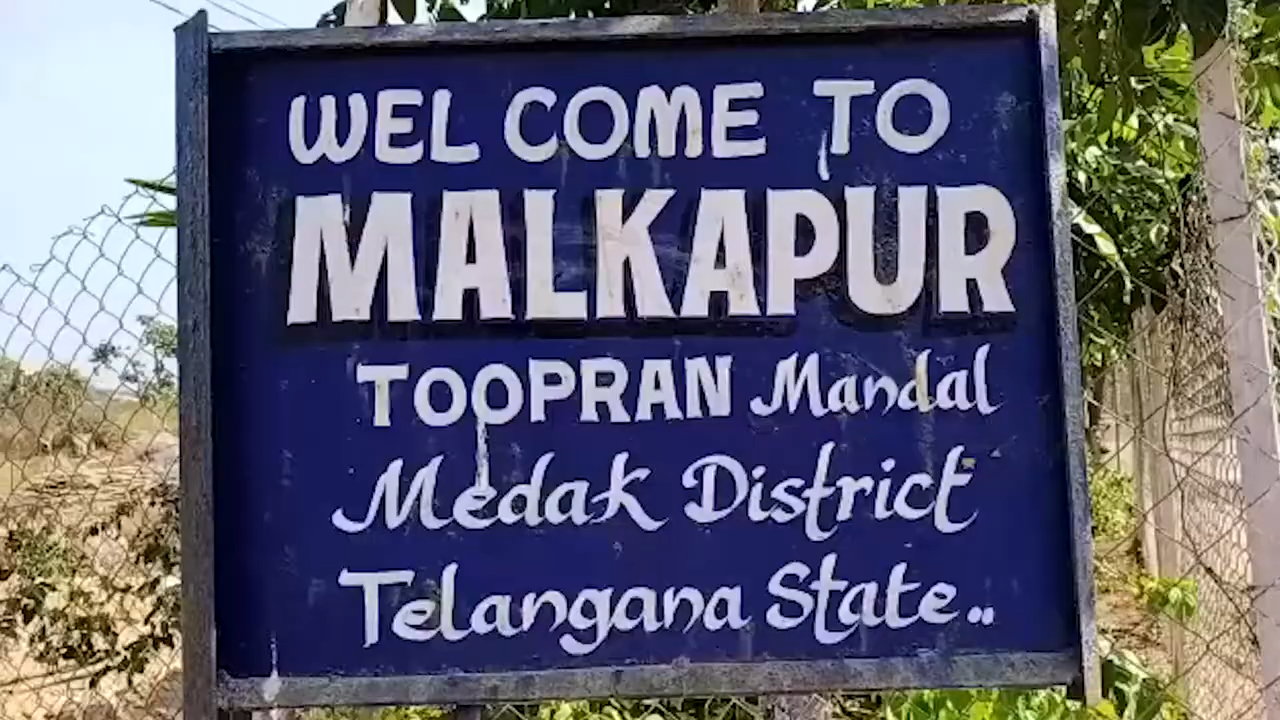 WEL COME TO
MALKAPUR
TOOPRAN Mandal
Medak District
Telangana State..